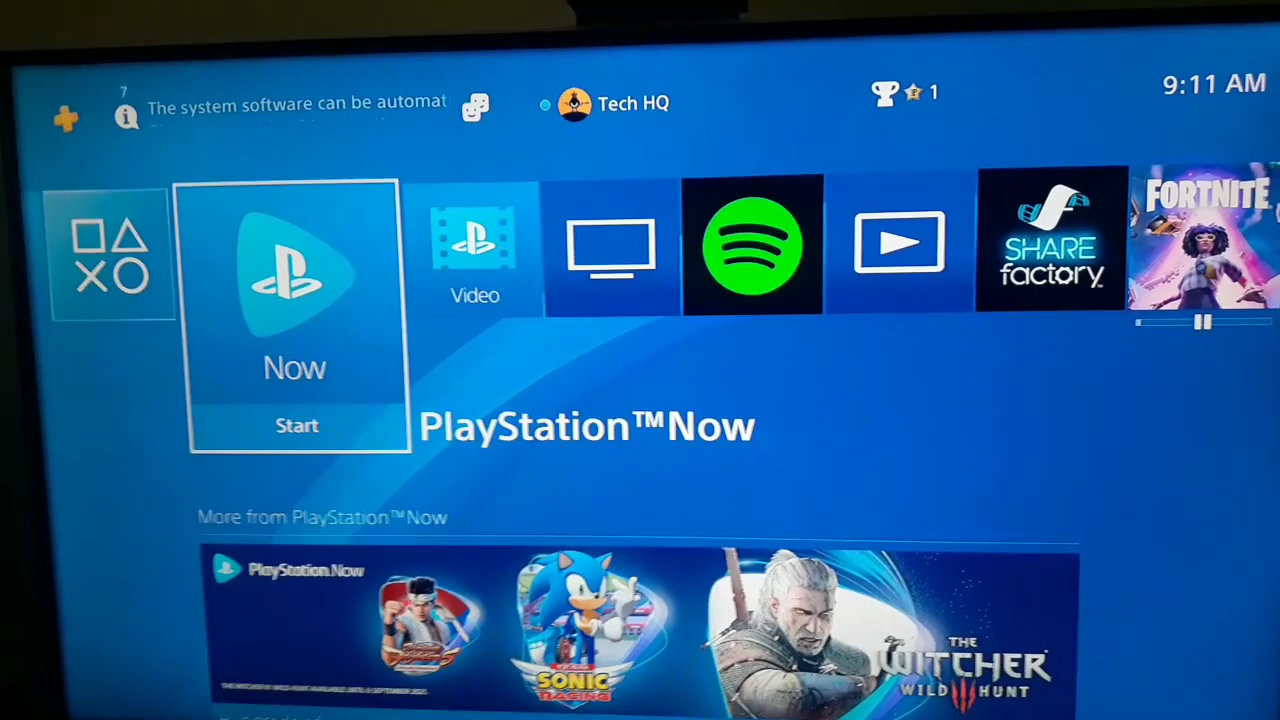 7
The system software can be automat
Tech HQ
1
9:11 AM
Now
Start
Video
SHARE
factory™
FORTNITE
PlayStation™Now
More from PlayStation™Now
PlayStation.Now
SONIC
RACING
THE
WITCHER
WILD HUNT